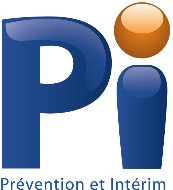 Pi
Prévention et Intérim